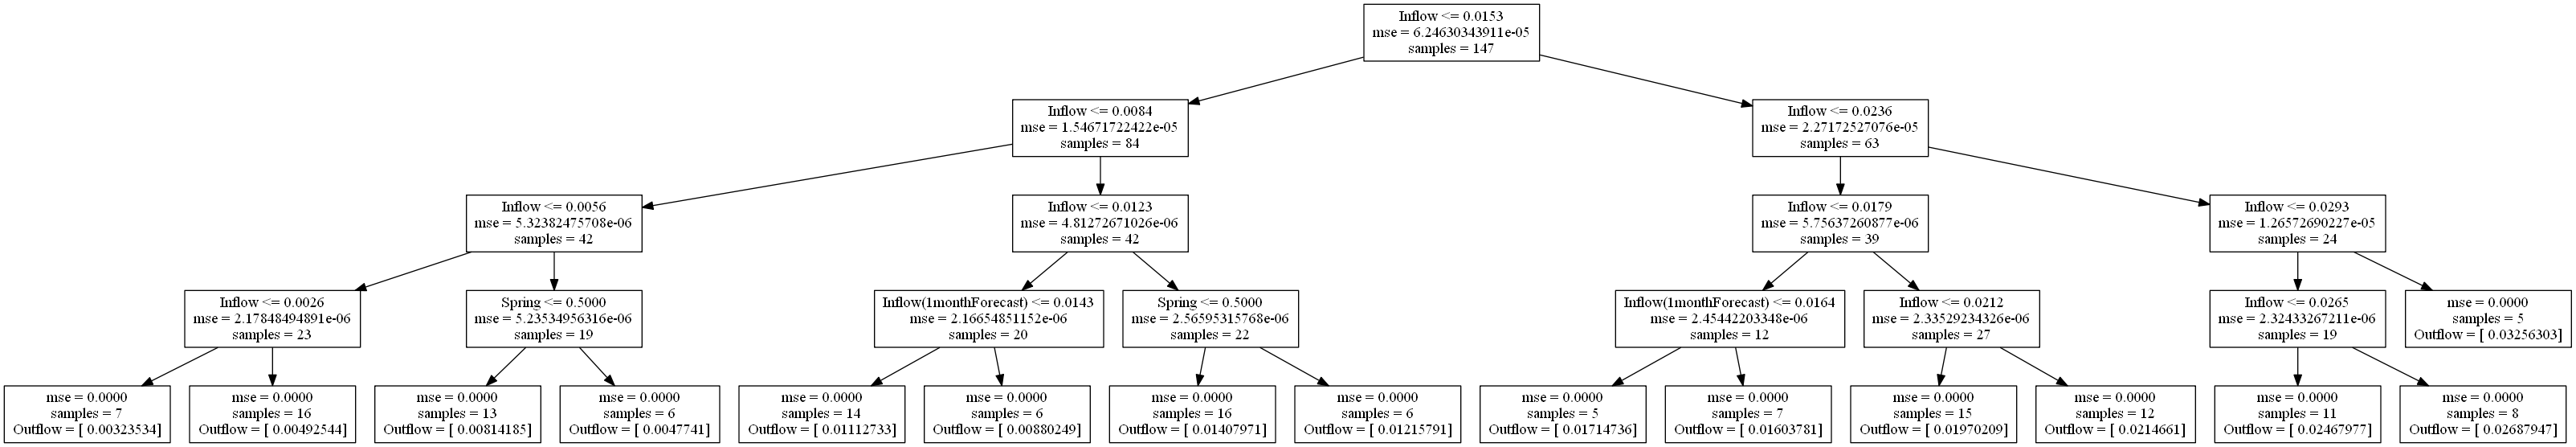 Inflow <= 0.0153
mse = 6.24630343911e-05
samples = 147
Inflow <= 0.0084
mse = 1.54671722422e-05
samples = 84
Inflow <= 0.0236
mse = 2.27172527076e-05
samples = 63
Inflow <= 0.0056
mse = 5.32382475708e-06
samples = 42
Inflow <= 0.0123
mse = 4.81272671026e-06
samples = 42
Inflow <= 0.0179
mse = 5.75637260877e-06
samples = 39
Inflow <= 0.0293
mse = 1.26572690227e-05
samples = 24
Inflow <= 0.0026
mse = 2.17848494891e-06
samples = 23
Spring <= 0.5000
mse = 5.23534956316e-06
samples = 19
Inflow(1monthForecast) <= 0.0143
mse = 2.16654851152e-06
samples = 20
Spring <= 0.5000
mse = 2.56595315768e-06
samples = 22
Inflow(1monthForecast) <= 0.0164
mse = 2.45442203348e-06
samples = 12
Inflow <= 0.0212
mse = 2.33529234326e-06
samples = 27
Inflow <= 0.0265
mse = 2.32433267211e-06
samples = 19
mse = 0.0000
samples = 5
Outflow = [ 0.03256303]
mse = 0.0000
samples = 7
Outflow = [ 0.00323534]
mse = 0.0000
samples = 16
Outflow = [ 0.00492544]
mse = 0.0000
samples = 13
Outflow = [ 0.00814185]
mse = 0.0000
samples = 6
Outflow = [ 0.0047741]
mse = 0.0000
samples = 14
Outflow = [ 0.01112733]
mse = 0.0000
samples = 6
Outflow = [ 0.00880249]
mse = 0.0000
samples = 16
Outflow = [ 0.01407971]
mse = 0.0000
samples = 6
Outflow = [ 0.01215791]
mse = 0.0000
samples = 5
Outflow = [ 0.01714736]
mse = 0.0000
samples = 7
Outflow = [ 0.01603781]
mse = 0.0000
samples = 15
Outflow = [ 0.01970209]
mse = 0.0000
samples = 12
Outflow = [ 0.0214661]
mse = 0.0000
samples = 11
Outflow = [ 0.02467977]
mse = 0.0000
samples = 8
Outflow = [ 0.02687947]